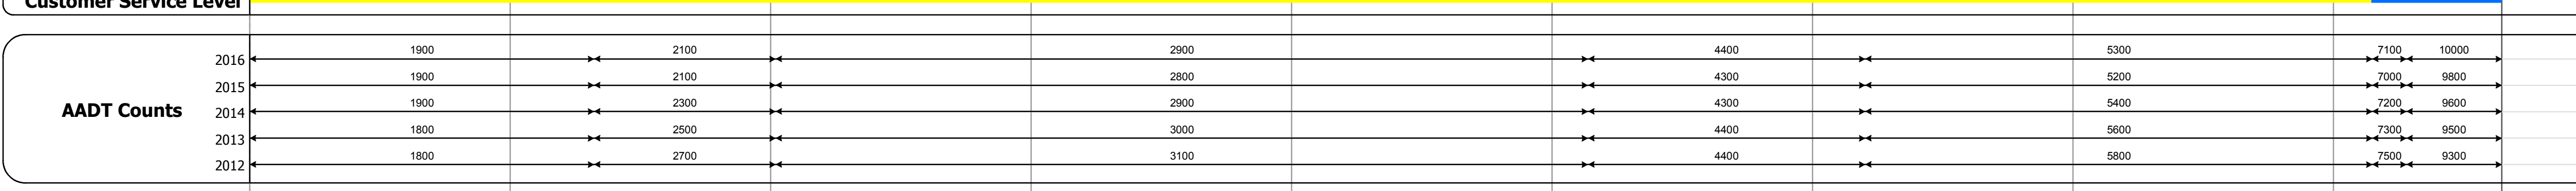 Customer Service Level
AADT Counts
2016 1900 2100 2900 4400 5300 7100 10000
2015 1900 2100 2800 4300 5200 7000 9800
2014 1900 2300 2900 4300 5400 7200 9600
2013 1800 2500 3000 4400 5600 7300 9500
2012 1800 2700 3100 4400 5800 7500 9300